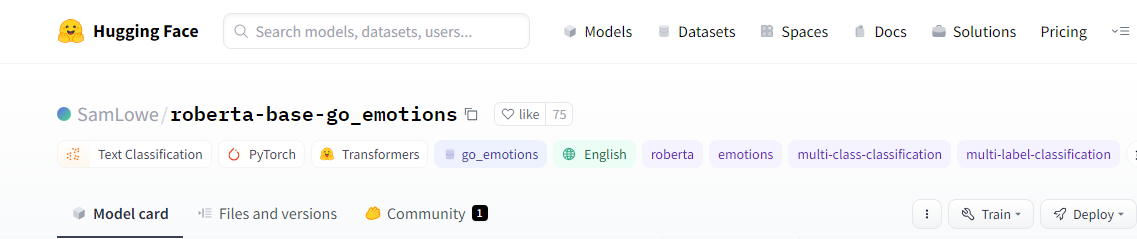 Hugging Face Search models, datasets, users... Models Datasets Spaces Docs Solutions Pricing
SamLowe/roberta-base-go_emotions like 75
Text Classification PyTorch Transformers go_emotions English roberta emotions multi-class-classification multi-label-classification
Model card Files and versions Community 1 Train Deploy